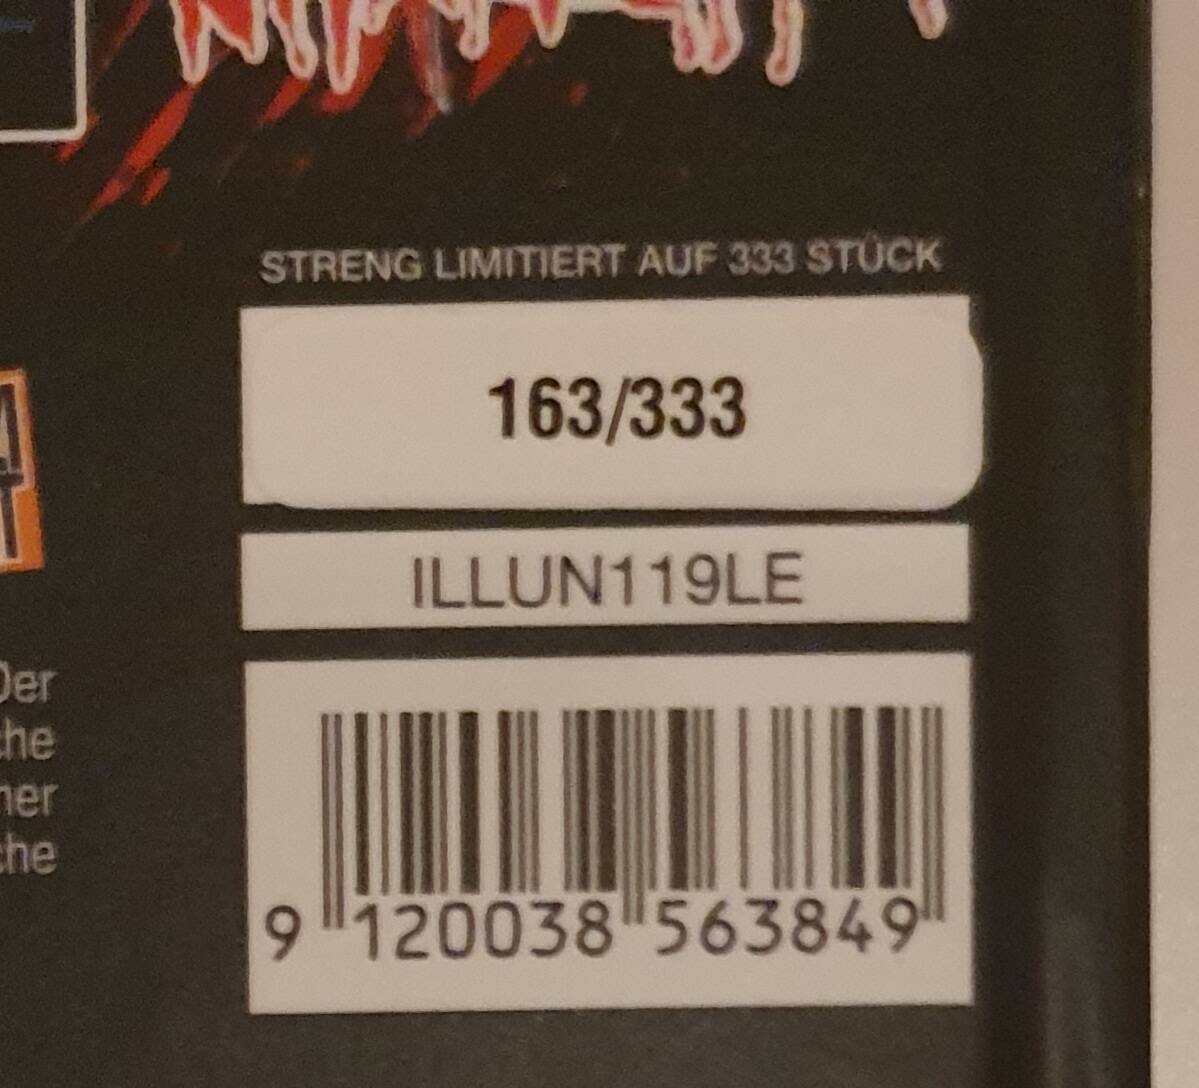 STRENG LIMITIERT AUF 333 STÜCK
163/333
ILLUN119LE
9 120038 563849